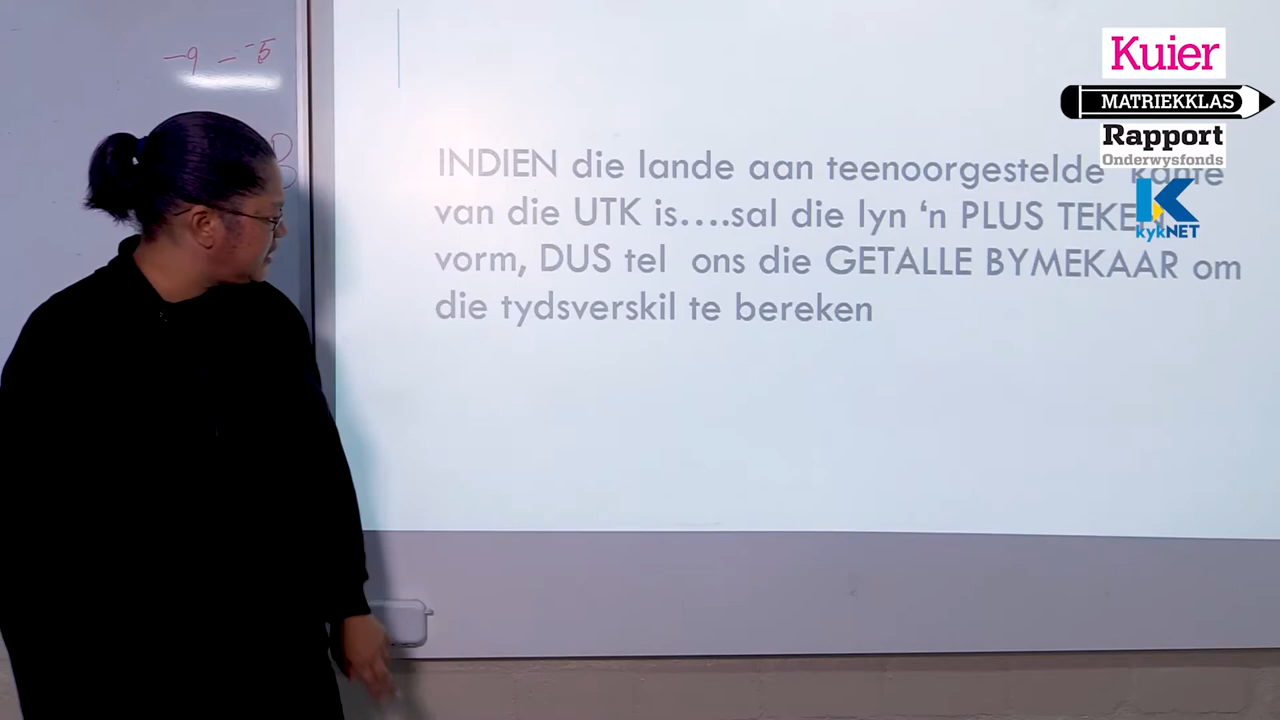 -9 - -5
Kuier
MATRIEKKLAS
Rapport
Onderwysfonds
kykNET
INDIEN die lande aan teenoorgestelde kante
van die UTK is....sal die lyn ‘n PLUS TEKEN
vorm, DUS tel ons die GETALLE BYMEKAAR om
die tydsverskil te bereken